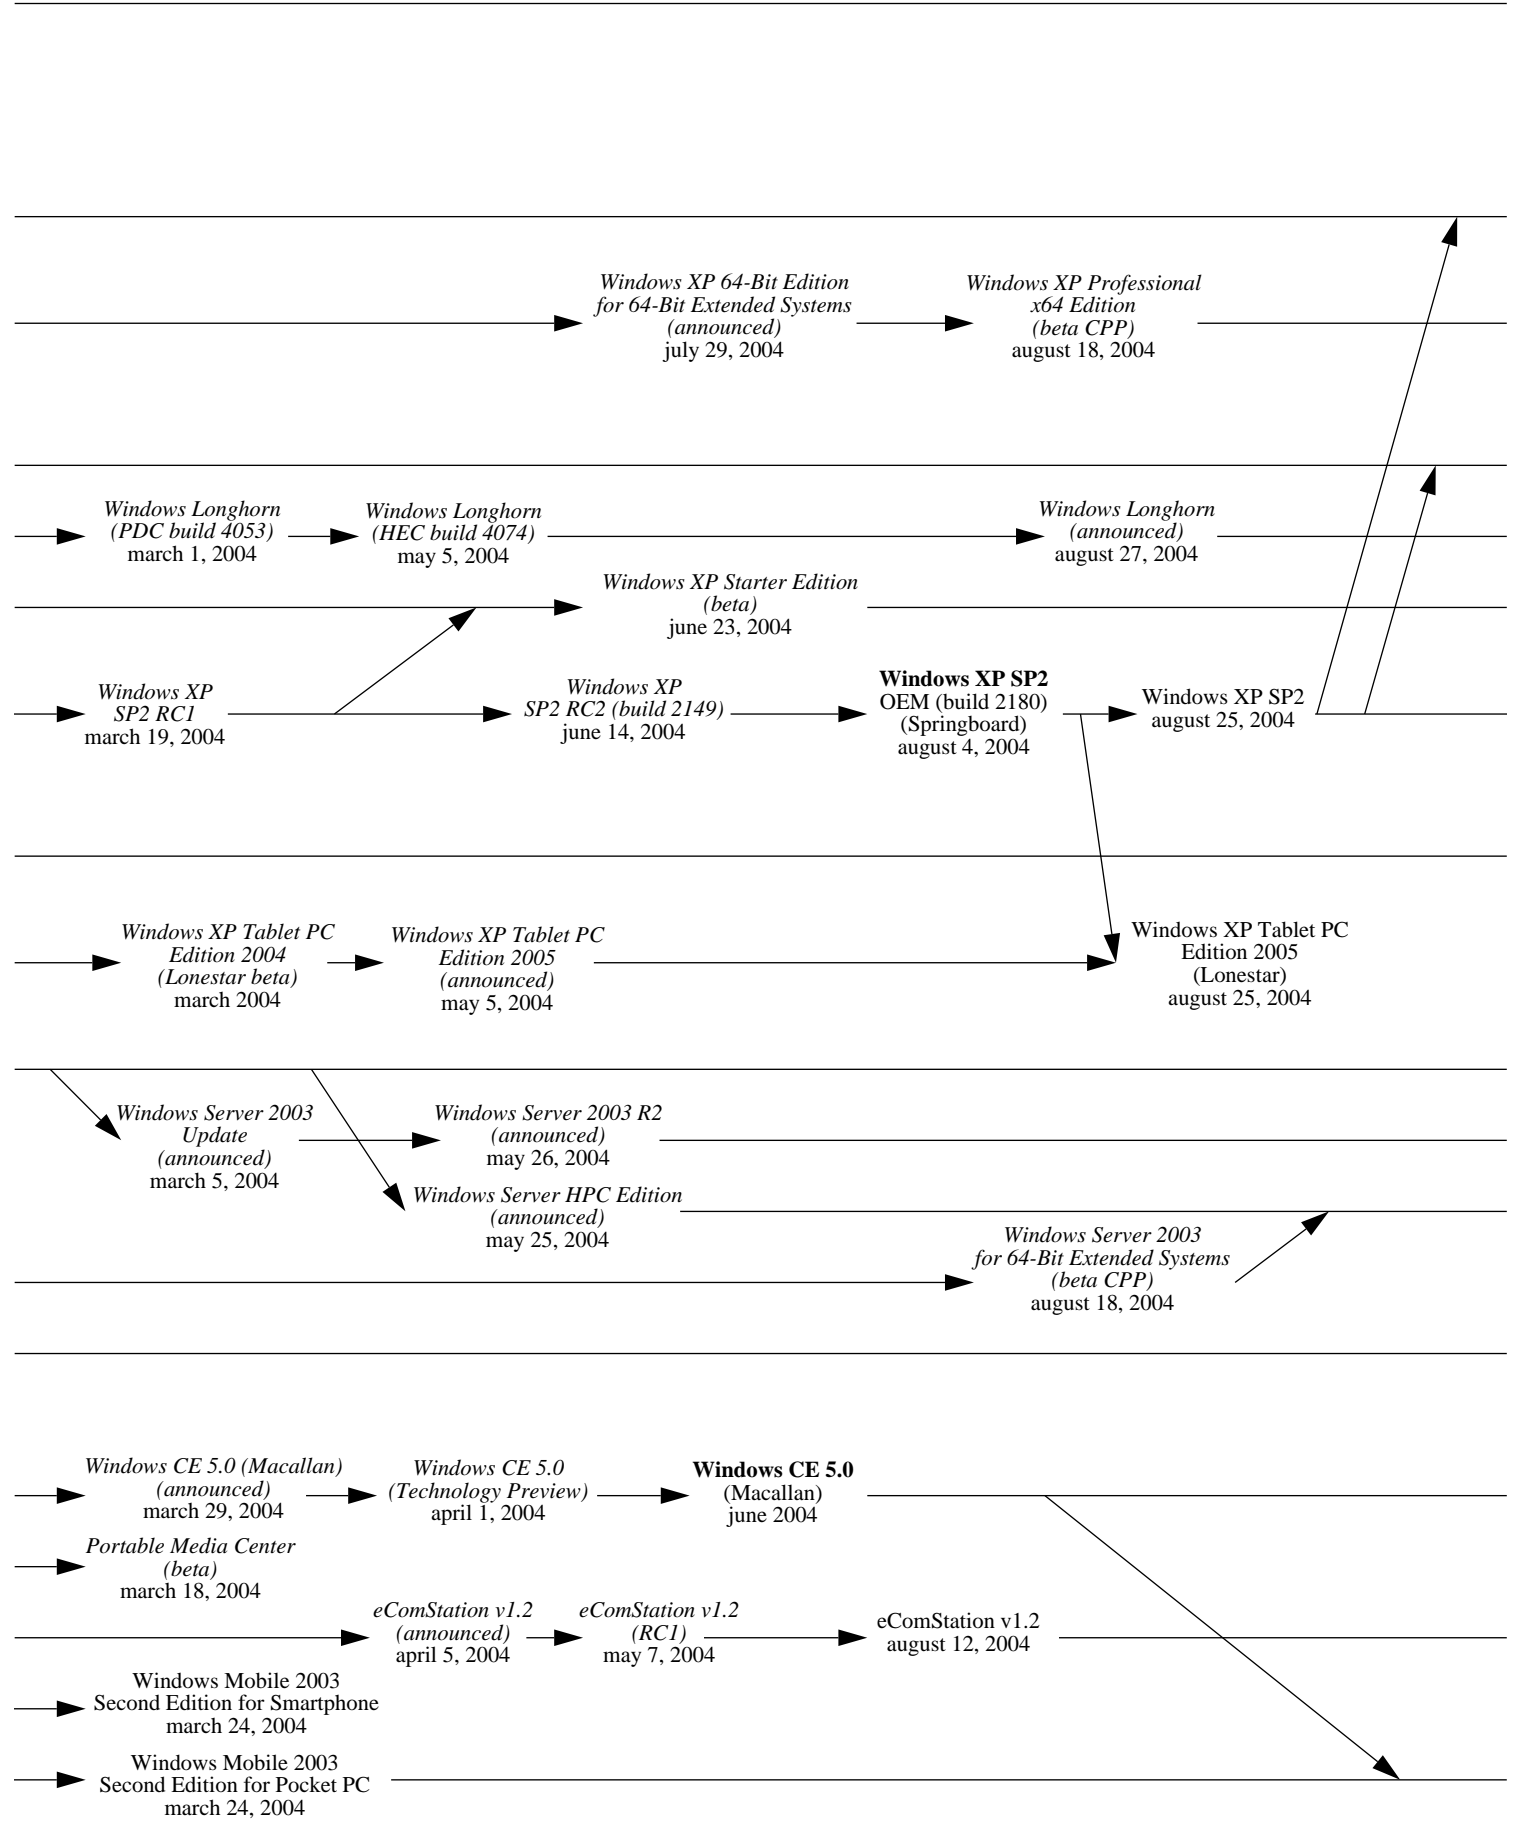 Windows XP 64-Bit Edition
for 64-Bit Extended Systems
(announced)
july 29, 2004
Windows XP Professional
x64 Edition
(beta CPP)
august 18, 2004
Windows Longhorn
(PDC build 4053)
march 1, 2004
Windows Longhorn
(HEC build 4074)
may 5, 2004
Windows Longhorn
(announced)
august 27, 2004
Windows XP Starter Edition
(beta)
june 23, 2004
Windows XP
SP2 RC1
march 19, 2004
Windows XP
SP2 RC2 (build 2149)
june 14, 2004
Windows XP SP2
OEM (build 2180)
(Springboard)
august 4, 2004
Windows XP SP2
august 25, 2004
Windows XP Tablet PC
Edition 2004
(Lonestar beta)
march 2004
Windows XP Tablet PC
Edition 2005
(announced)
may 5, 2004
Windows XP Tablet PC
Edition 2005
(Lonestar)
august 25, 2004
Windows Server 2003
Update
(announced)
march 5, 2004
Windows Server 2003 R2
(announced)
may 26, 2004
Windows Server HPC Edition
(announced)
may 25, 2004
Windows Server 2003
for 64-Bit Extended Systems
(beta CPP)
august 18, 2004
Windows CE 5.0 (Macallan)
(announced)
march 29, 2004
Windows CE 5.0
(Technology Preview)
april 1, 2004
Windows CE 5.0
(Macallan)
june 2004
Portable Media Center
(beta)
march 18, 2004
eComStation v1.2
(announced)
april 5, 2004
eComStation v1.2
(RC1)
may 7, 2004
eComStation v1.2
august 12, 2004
Windows Mobile 2003
Second Edition for Smartphone
march 24, 2004
Windows Mobile 2003
Second Edition for Pocket PC
march 24, 2004